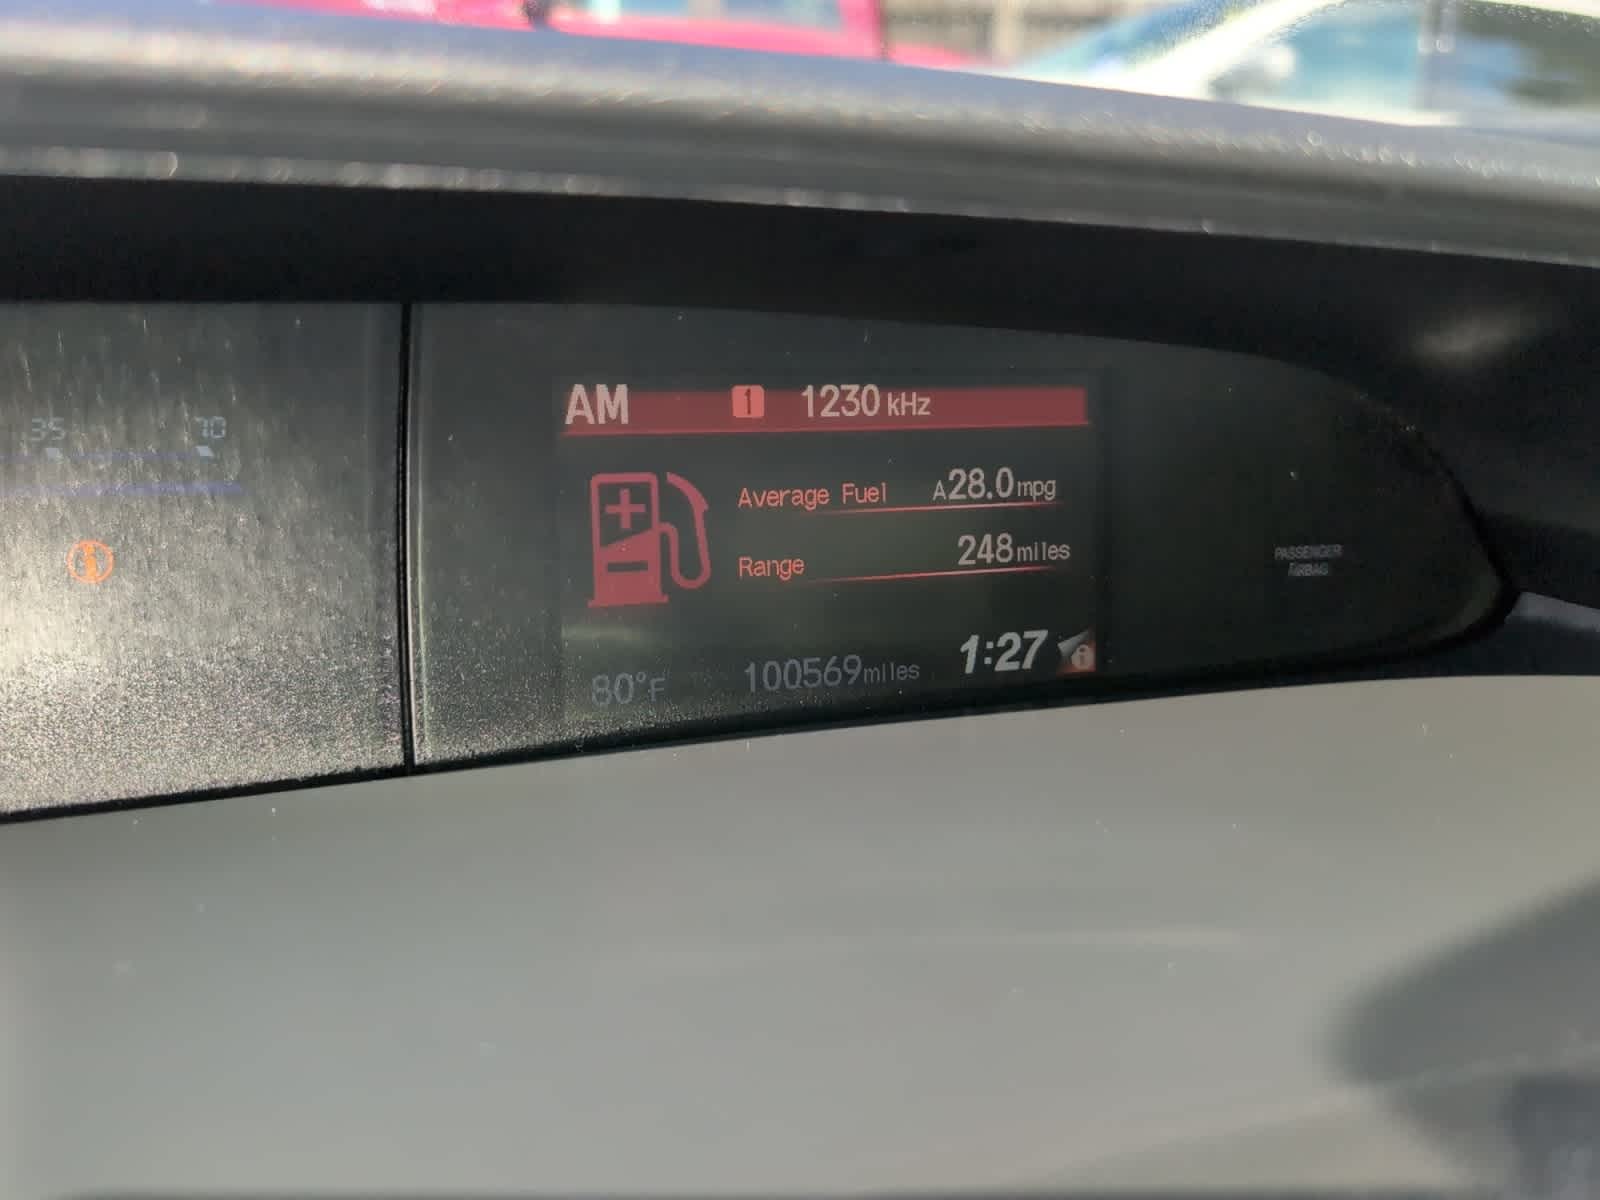 AM 1 1230 kHz
35 70
Average Fuel A28.0 mpg
Range 248 miles
PASSENGER
AIRBAG
80°F 100569 miles 1:27